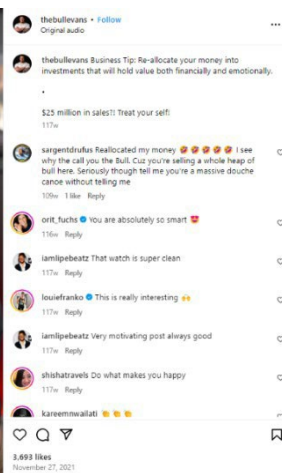 thebullevans • Follow
Original audio
thebullevans Business Tip: Re-allocate your money into
investments that will hold value both financially and emotionally.
•
$25 million in sales?! Treat your self!
117w
sargentdrufus Reallocated my money 🤣🤣🤣🤣🤣 I see
why the call you the Bull. Cuz you're selling a whole heap of
bull here. Seriously though tell me you're a massive douche
canoe without telling me
109w 1 like Reply
orit_fuchs You are absolutely so smart 😍
116w Reply
iamlipebeatz That watch is super clean
117w Reply
louiefranko This is really interesting 🙌
117w Reply
iamlipebeatz Very motivating post always good
117w Reply
shishatravels Do what makes you happy
117w Reply
kareemnwailati 👏👏👏
3,693 likes
November 27, 2021